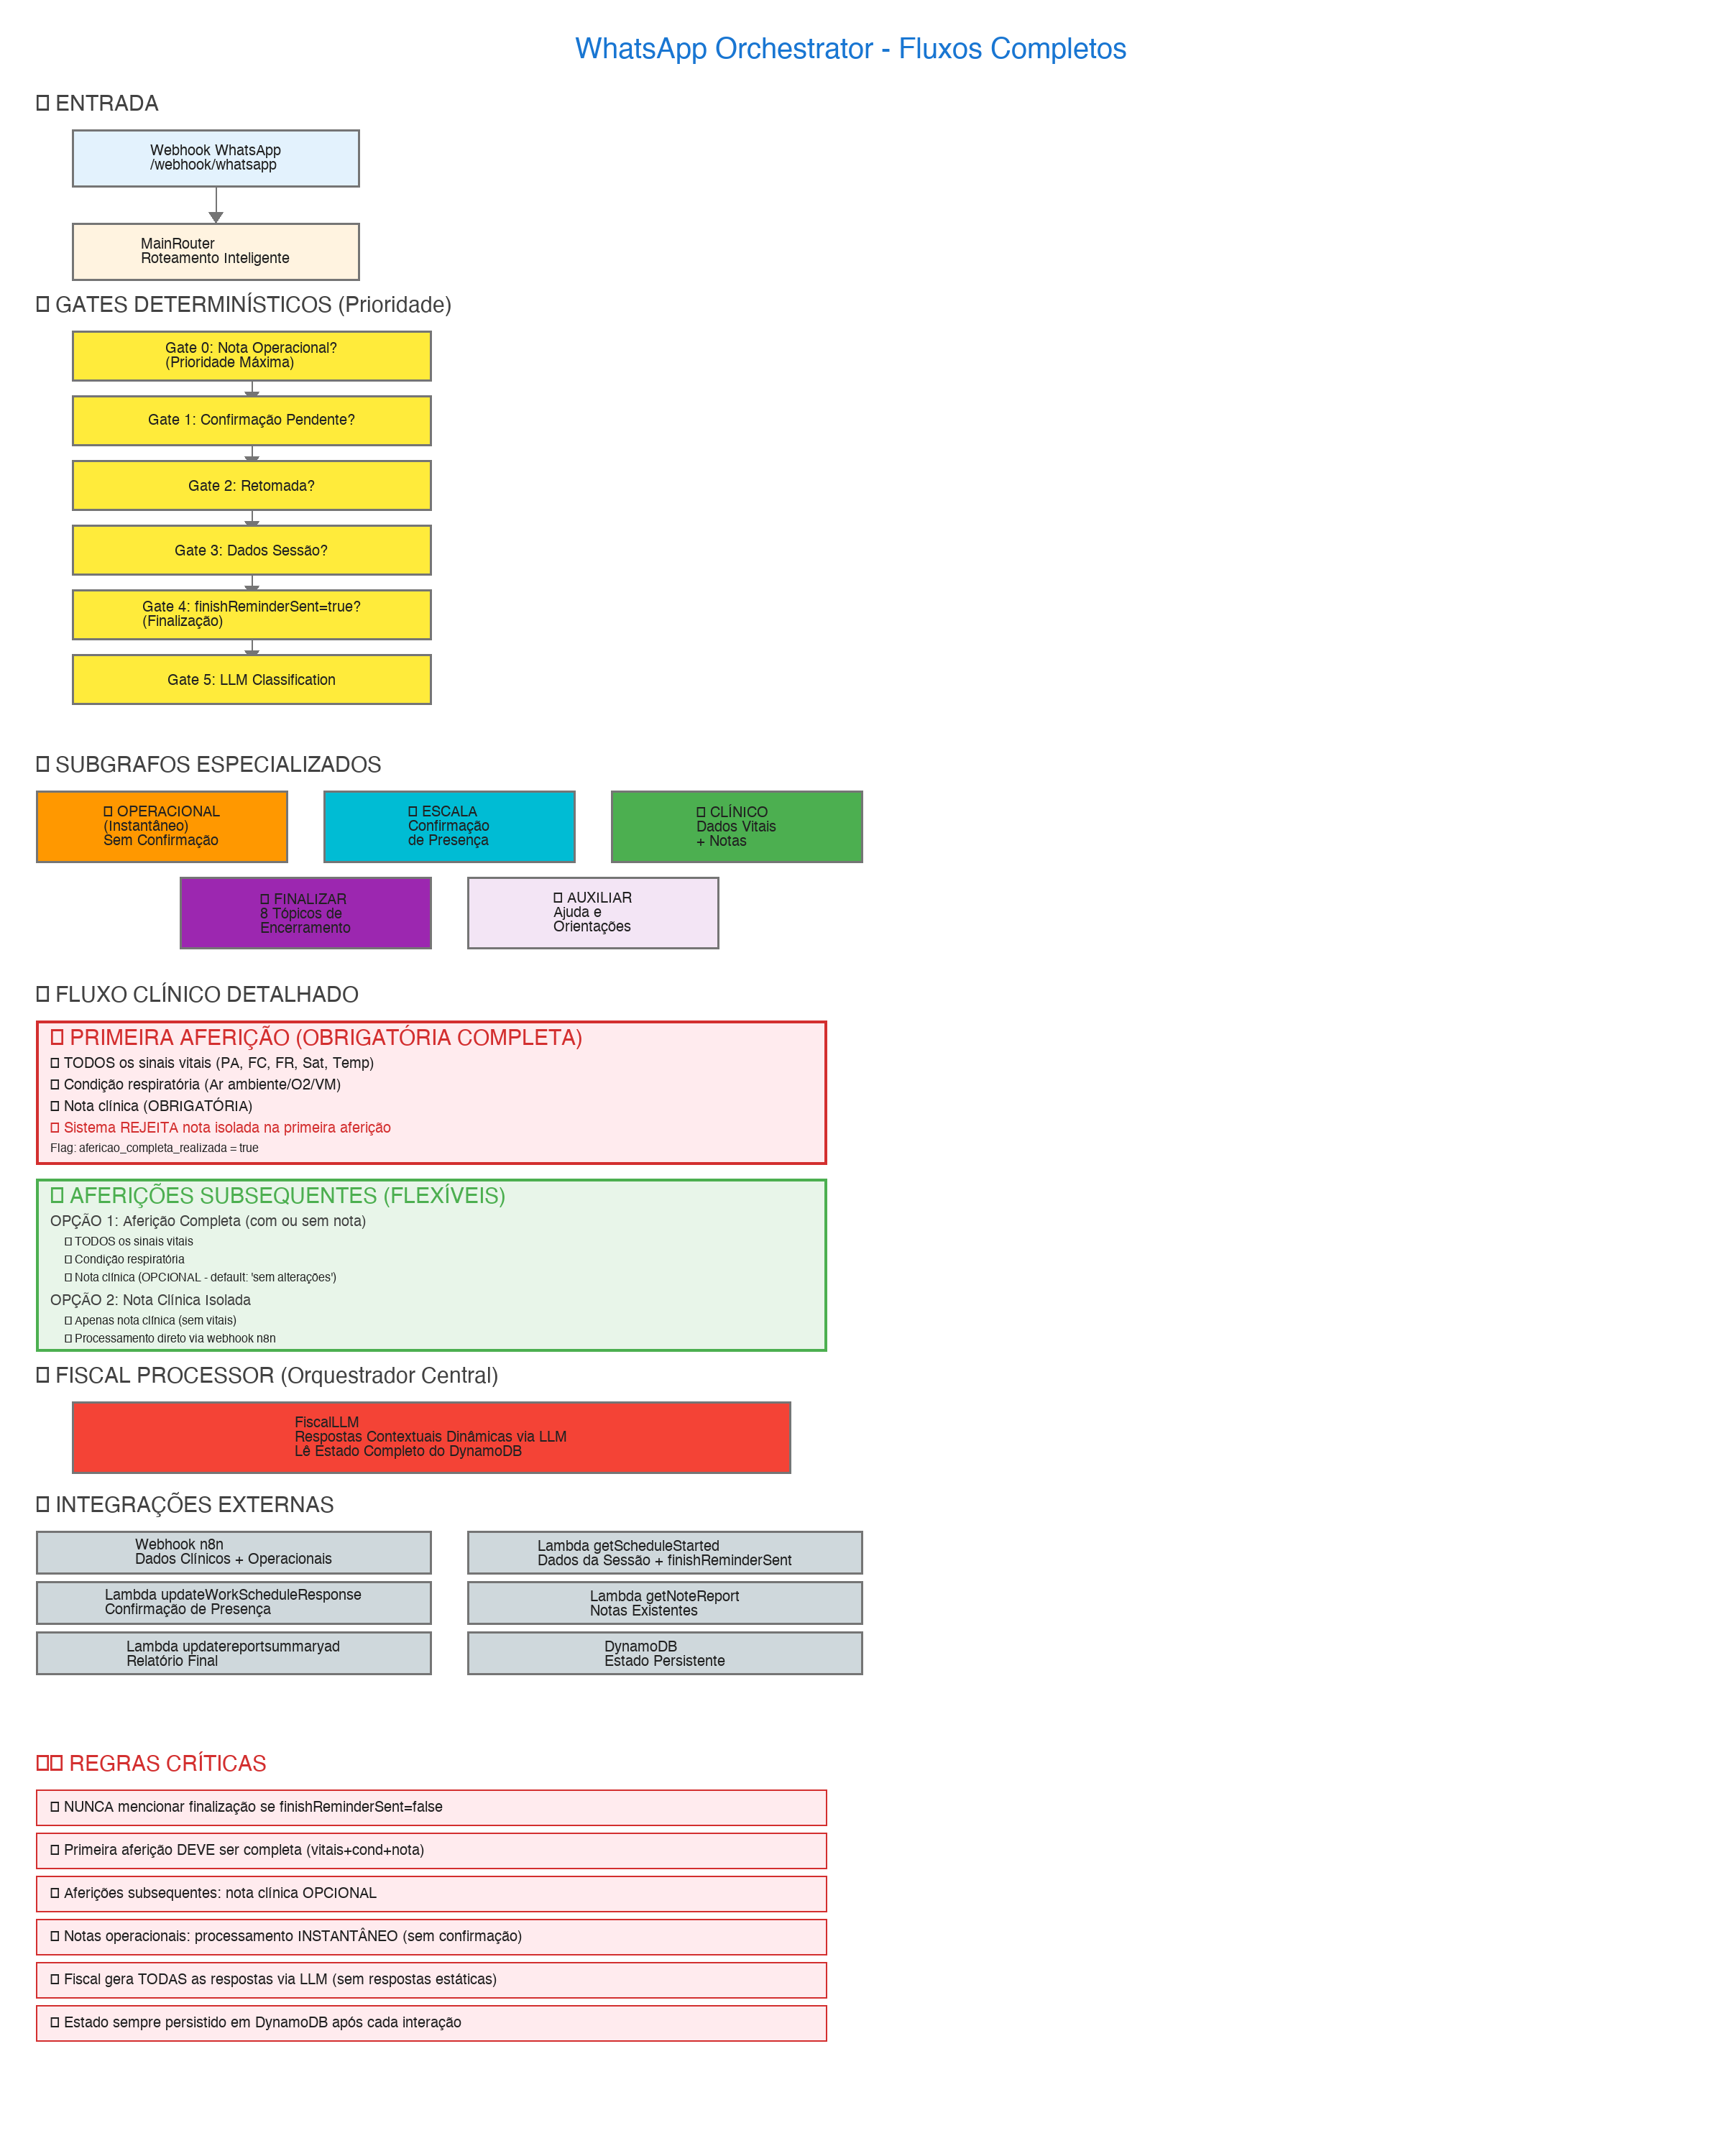 WhatsApp Orchestrator - Fluxos Completos
ENTRADA
Webhook WhatsApp
/webhook/whatsapp
MainRouter
Roteamento Inteligente
GATES DETERMINÍSTICOS (Prioridade)
Gate 0: Nota Operacional?
(Prioridade Máxima)
Gate 1: Confirmação Pendente?
Gate 2: Retomada?
Gate 3: Dados Sessão?
Gate 4: finishReminderSent=true?
(Finalização)
Gate 5: LLM Classification
SUBGRAFOS ESPECIALIZADOS
OPERACIONAL
(Instantâneo)
Sem Confirmação
ESCALA
Confirmação
de Presença
CLÍNICO
Dados Vitais
+ Notas
FINALIZAR
8 Tópicos de
Encerramento
AUXILIAR
Ajuda e
Orientações
FLUXO CLÍNICO DETALHADO
PRIMEIRA AFERIÇÃO (OBRIGATÓRIA COMPLETA)
TODOS os sinais vitais (PA, FC, FR, Sat, Temp)
Condição respiratória (Ar ambiente/O2/VM)
Nota clínica (OBRIGATÓRIA)
Sistema REJEITA nota isolada na primeira aferição
Flag: afericao_completa_realizada = true
AFERIÇÕES SUBSEQUENTES (FLEXÍVEIS)
OPÇÃO 1: Aferição Completa (com ou sem nota)
TODOS os sinais vitais
Condição respiratória
Nota clínica (OPCIONAL - default: 'sem alterações')
OPÇÃO 2: Nota Clínica Isolada
Apenas nota clínica (sem vitais)
Processamento direto via webhook n8n
FISCAL PROCESSOR (Orquestrador Central)
FiscalLLM
Respostas Contextuais Dinâmicas via LLM
Lê Estado Completo do DynamoDB
INTEGRAÇÕES EXTERNAS
Webhook n8n
Dados Clínicos + Operacionais
Lambda getScheduleStarted
Dados da Sessão + finishReminderSent
Lambda updateWorkScheduleResponse
Confirmação de Presença
Lambda getNoteReport
Notas Existentes
Lambda updatereportsummaryad
Relatório Final
DynamoDB
Estado Persistente
REGRAS CRÍTICAS
NUNCA mencionar finalização se finishReminderSent=false
Primeira aferição DEVE ser completa (vitais+cond+nota)
Aferições subsequentes: nota clínica OPCIONAL
Notas operacionais: processamento INSTANTÂNEO (sem confirmação)
Fiscal gera TODAS as respostas via LLM (sem respostas estáticas)
Estado sempre persistido em DynamoDB após cada interação